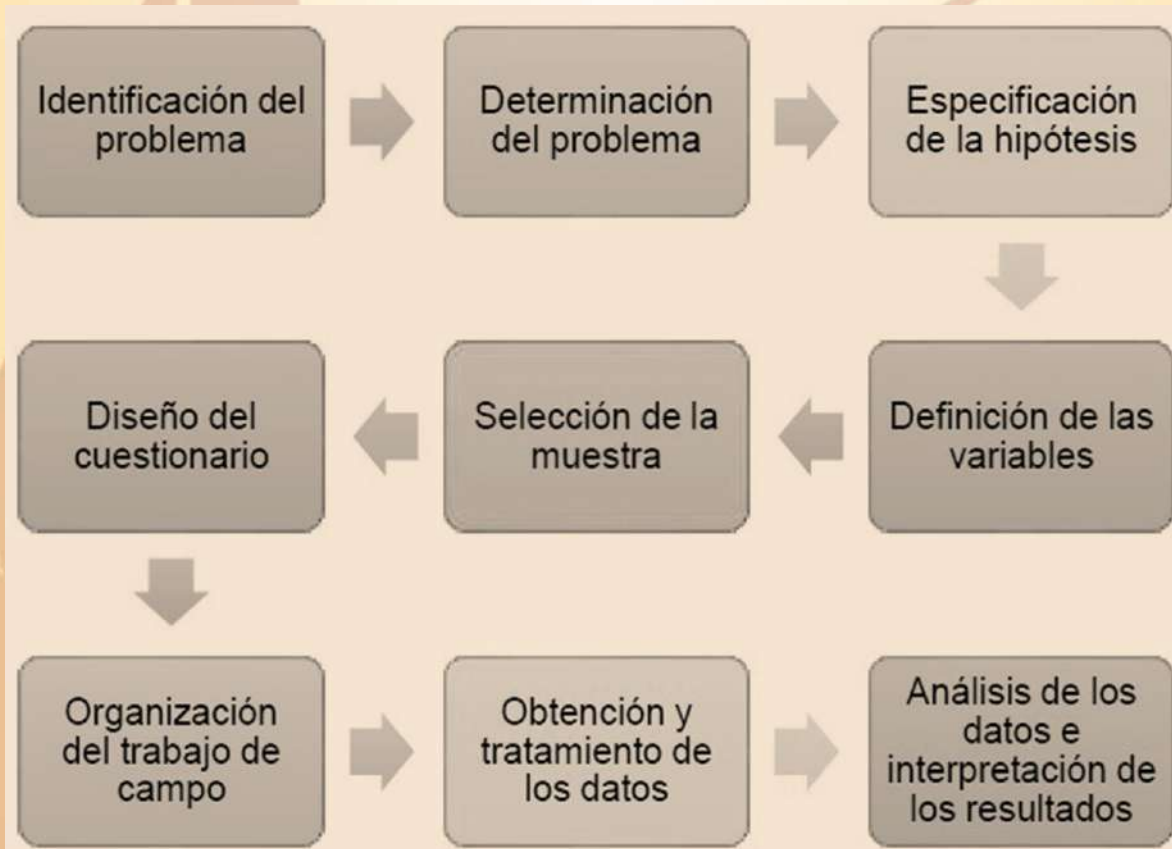 Identificación del
problema
Determinación
del problema
Especificación
de la hipótesis
Definición de las
variables
Selección de la
muestra
Diseño del
cuestionario
Organización
del trabajo de
campo
Obtención y
tratamiento de
los datos
Análisis de los
datos e
interpretación de
los resultados